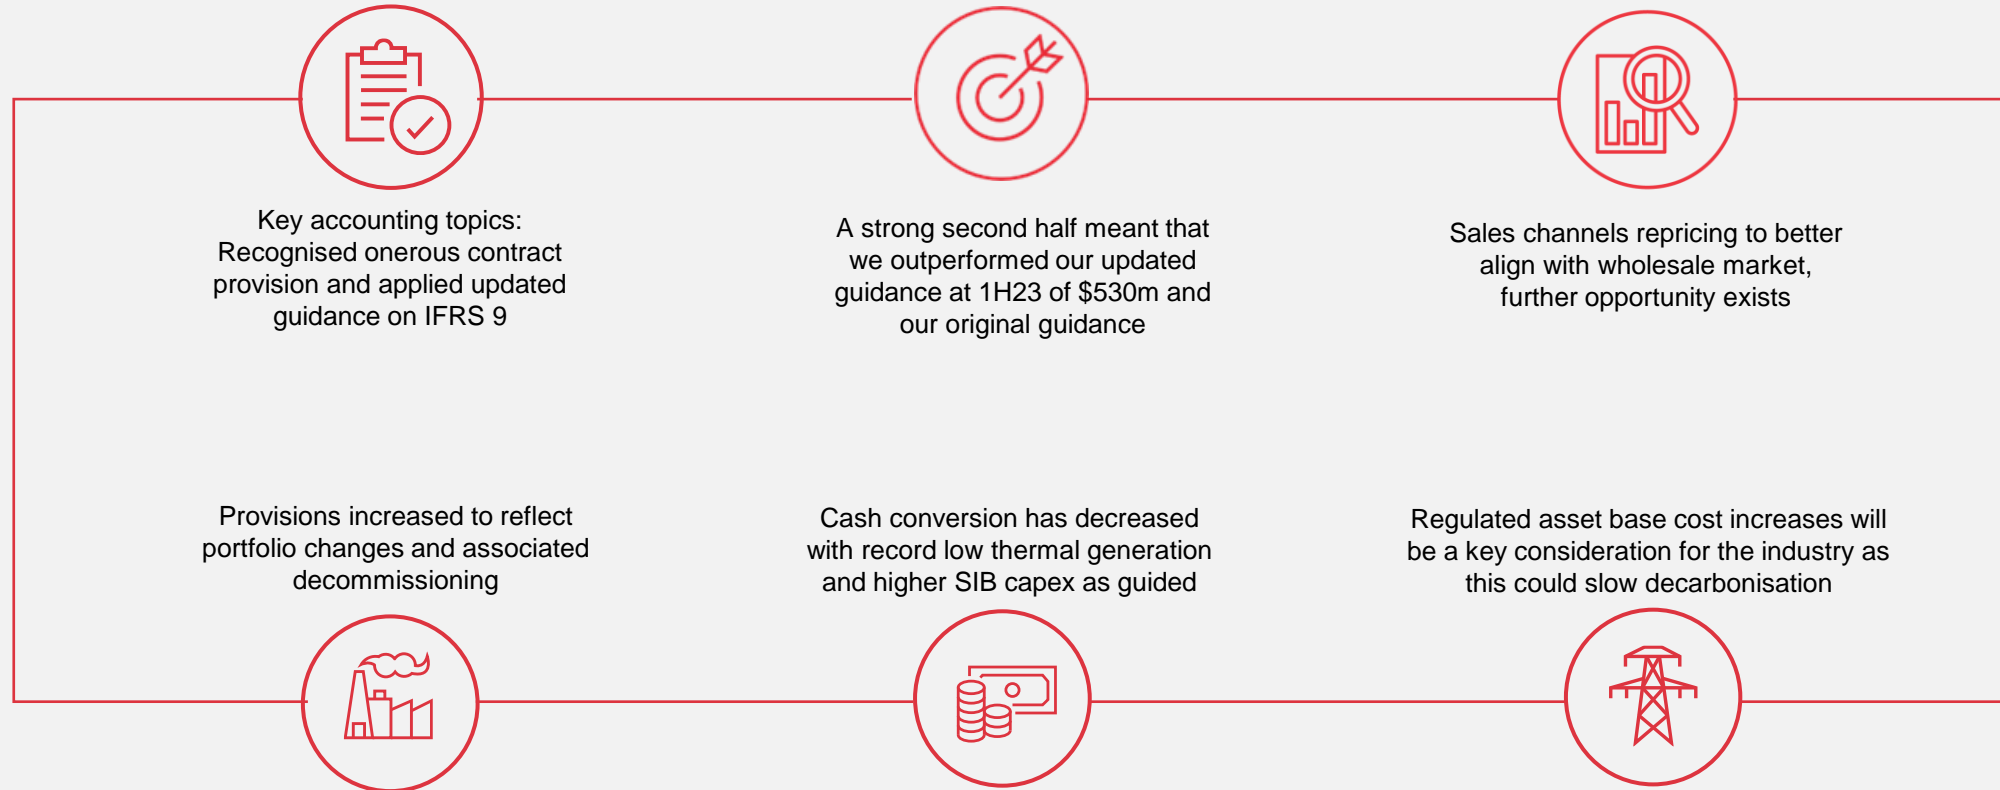 Key accounting topics:
Recognised onerous contract
provision and applied updated
guidance on IFRS 9
A strong second half meant that
we outperformed our updated
guidance at 1H23 of $530m and
our original guidance
Sales channels repricing to better
align with wholesale market,
further opportunity exists
Provisions increased to reflect
portfolio changes and associated
decommissioning
Cash conversion has decreased
with record low thermal generation
and higher SIB capex as guided
Regulated asset base cost increases will
be a key consideration for the industry as
this could slow decarbonisation